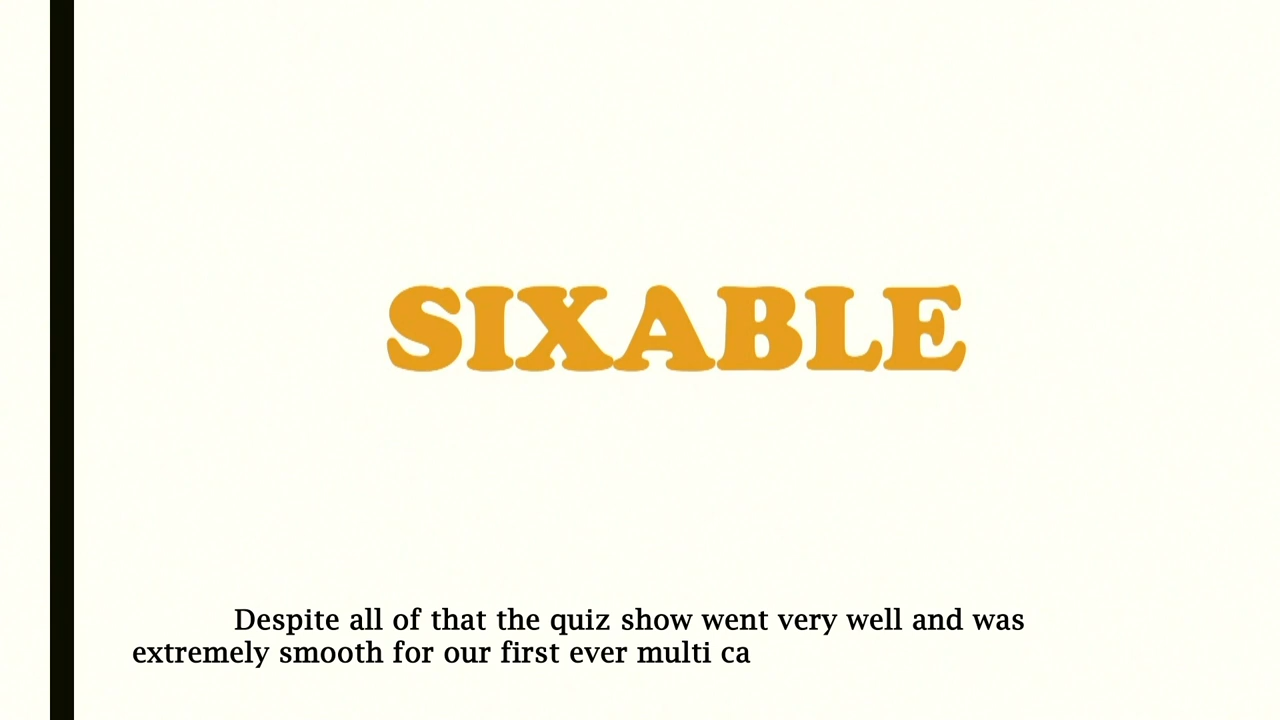 SIXABLE
Despite all of that the quiz show went very well and was
extremely smooth for our first ever multi ca